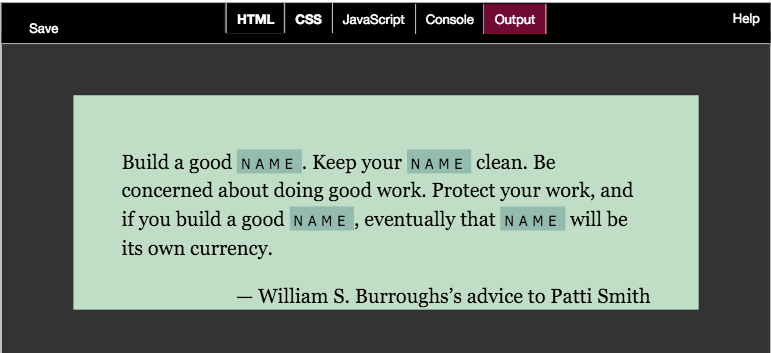 Save
HTML CSS JavaScript Console Output
Help
Build a good NAME. Keep your NAME clean. Be
concerned about doing good work. Protect your work, and
if you build a good NAME, eventually that NAME will be
its own currency.
— William S. Burroughs’s advice to Patti Smith